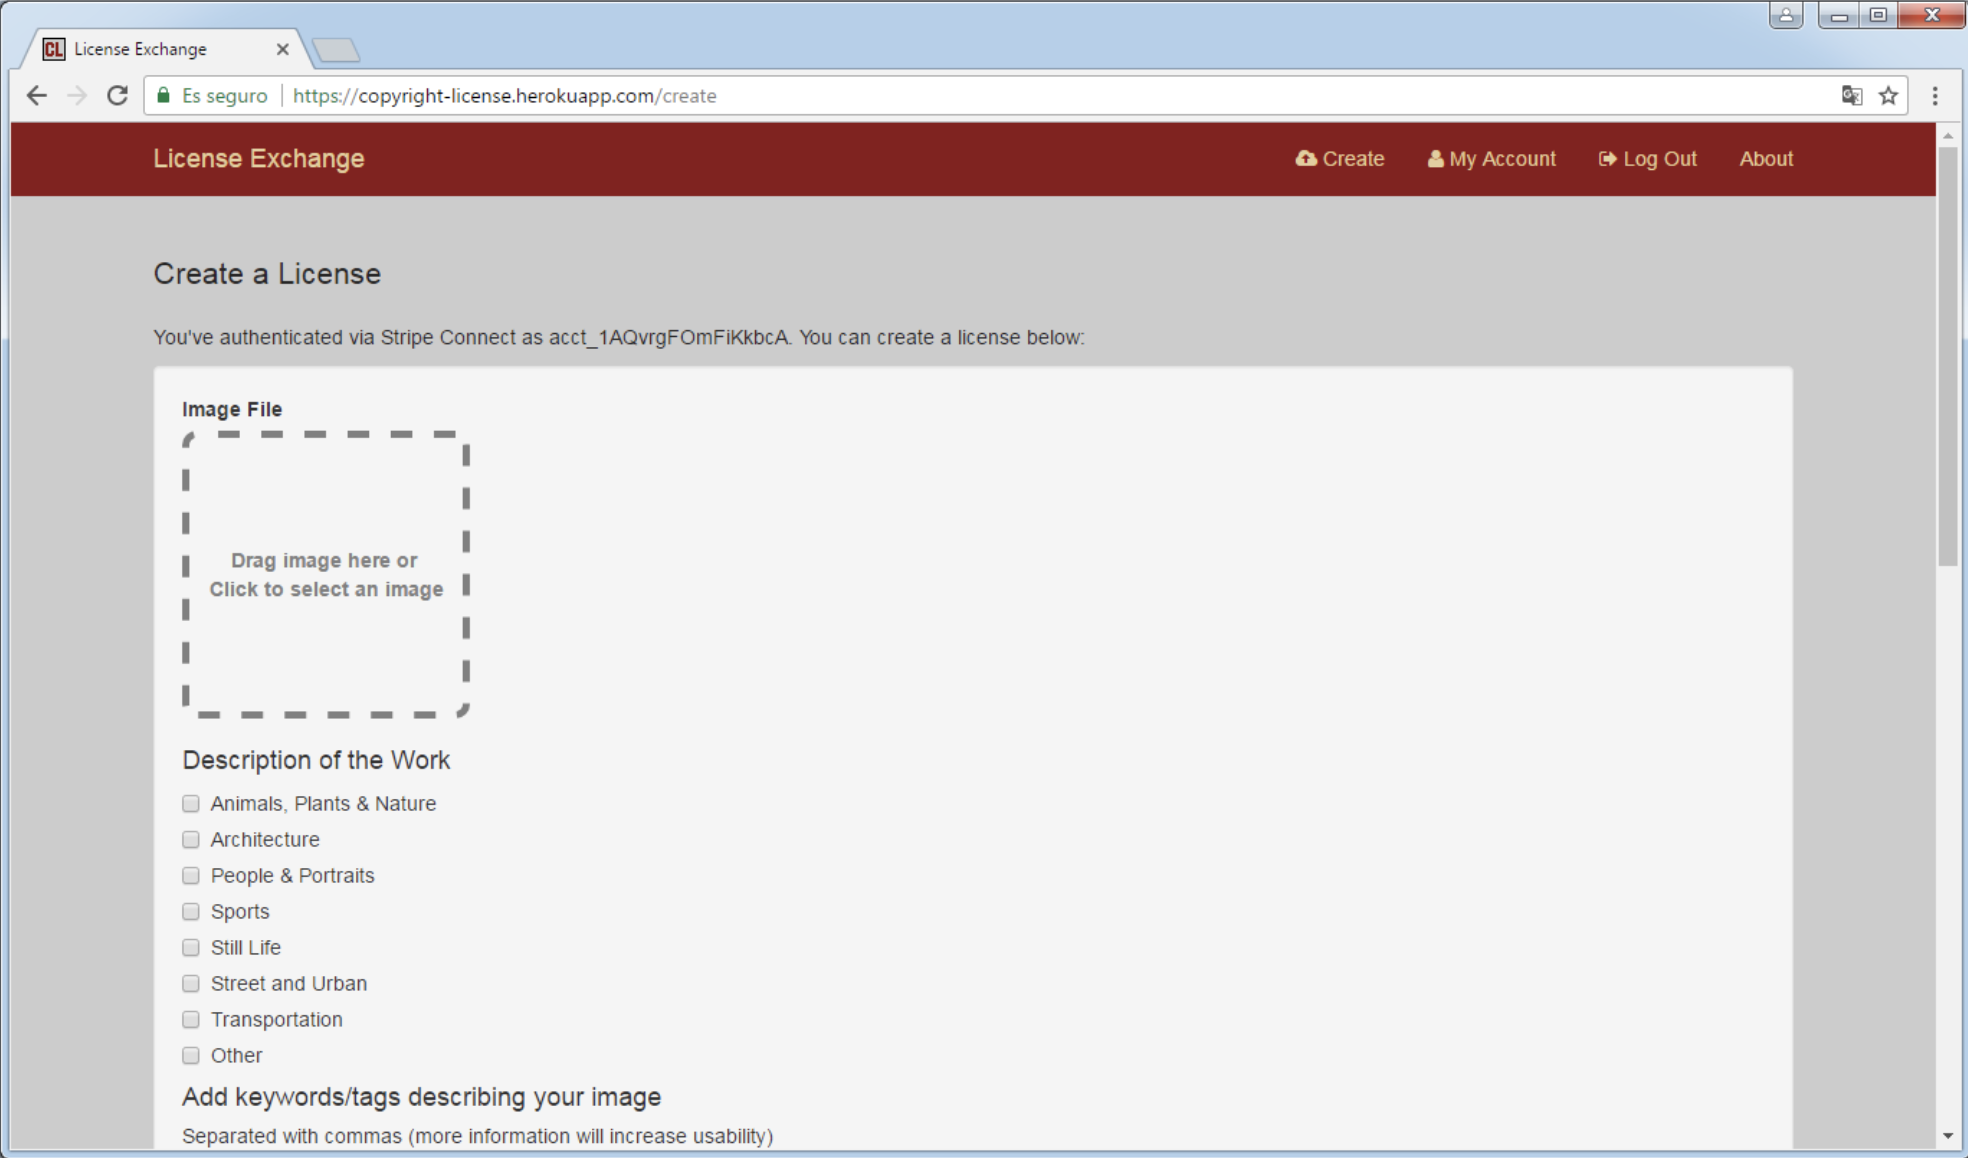 CL License Exchange
Es seguro https://copyright-license.herokuapp.com/create
License Exchange Create My Account Log Out About
Create a License
You've authenticated via Stripe Connect as acct_1AQvrgFOmFiKkbcA. You can create a license below:
Image File
Drag image here or
Click to select an image
Description of the Work
Animals, Plants & Nature
Architecture
People & Portraits
Sports
Still Life
Street and Urban
Transportation
Other
Add keywords/tags describing your image
Separated with commas (more information will increase usability)